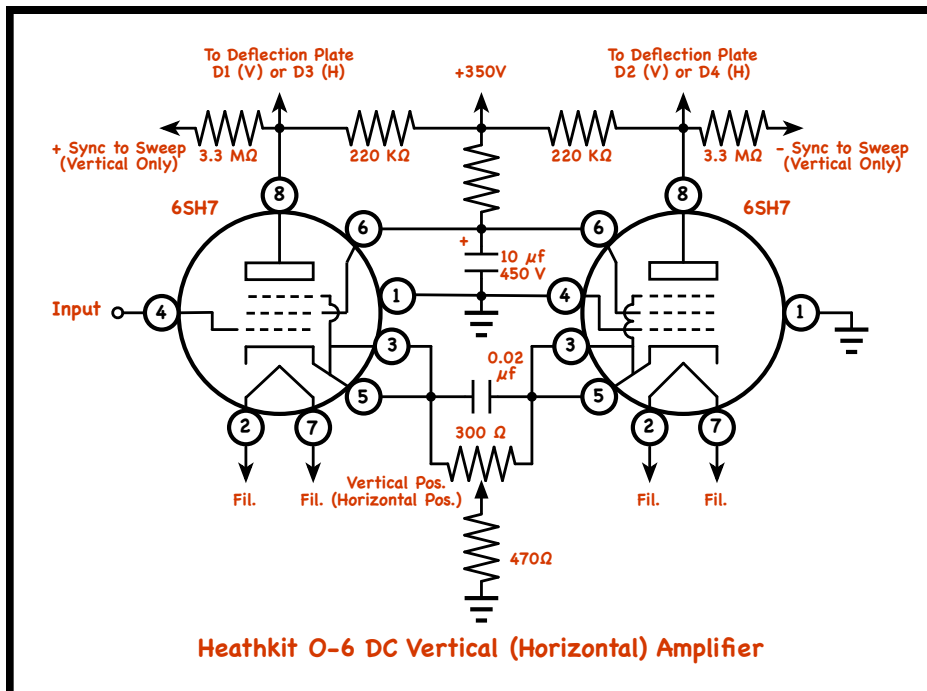 To Deflection Plate
D1 (V) or D3 (H)
+350V
To Deflection Plate
D2 (V) or D4 (H)
+ Sync to Sweep
(Vertical Only)
3.3 MΩ
220 KΩ
220 KΩ
3.3 MΩ
- Sync to Sweep
(Vertical Only)
8
8
6SH7
6SH7
6
6
+
10 µf
450 V
1
4
Input
4
1
3
3
0.02
µf
5
5
2
7
300 Ω
2
7
Vertical Pos.
(Horizontal Pos.)
Fil.
Fil.
Fil.
Fil.
470Ω
Heathkit O-6 DC Vertical (Horizontal) Amplifier